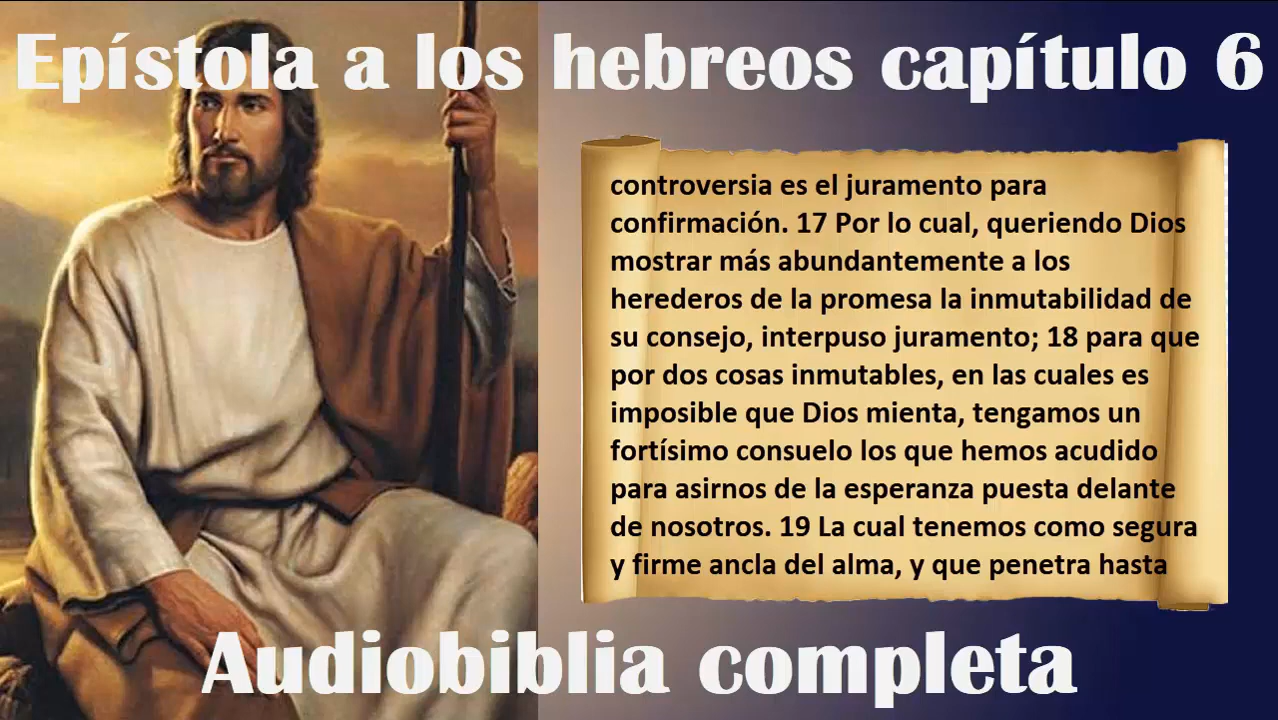 Epístola a los hebreos capítulo 6
controversia es el juramento para
confirmación. 17 Por lo cual, queriendo Dios
mostrar más abundantemente a los
herederos de la promesa la inmutabilidad de
su consejo, interpuso juramento; 18 para que
por dos cosas inmutables, en las cuales es
imposible que Dios mienta, tengamos un
fortísimo consuelo los que hemos acudido
para asirnos de la esperanza puesta delante
de nosotros. 19 La cual tenemos como segura
y firme ancla del alma, y que penetra hasta
Audiobiblia completa